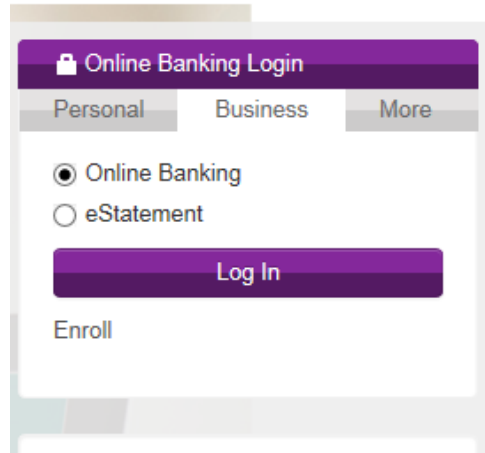 Online Banking Login
Personal Business More
Online Banking
eStatement
Log In
Enroll